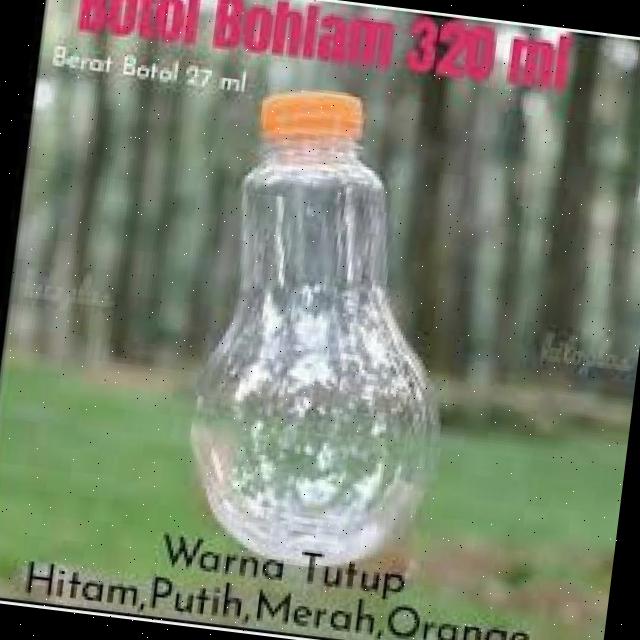 Botol Bohlam 320 ml
Berat Botol 27 ml
Warna Tutup
Hitam,Putih,Merah,Orange